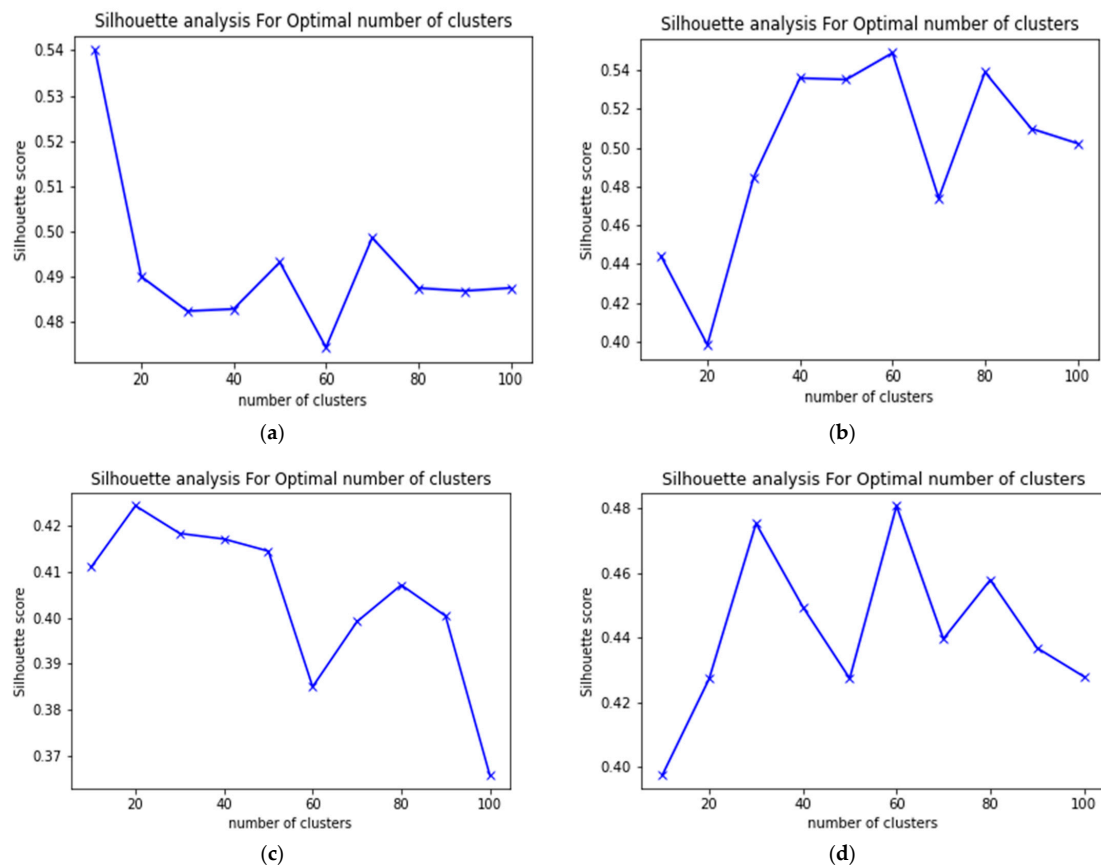 Silhouette analysis For Optimal number of clusters
0.54
0.53
0.52
0.51
0.50
0.49
0.48
Silhouette score
20 40 60 80 100
number of clusters
(a)
Silhouette analysis For Optimal number of clusters
0.54
0.52
0.50
0.48
0.46
0.44
0.42
0.40
Silhouette score
20 40 60 80 100
number of clusters
(b)
Silhouette analysis For Optimal number of clusters
0.42
0.41
0.40
0.39
0.38
0.37
Silhouette score
20 40 60 80 100
number of clusters
(c)
Silhouette analysis For Optimal number of clusters
0.48
0.46
0.44
0.42
0.40
Silhouette score
20 40 60 80 100
number of clusters
(d)